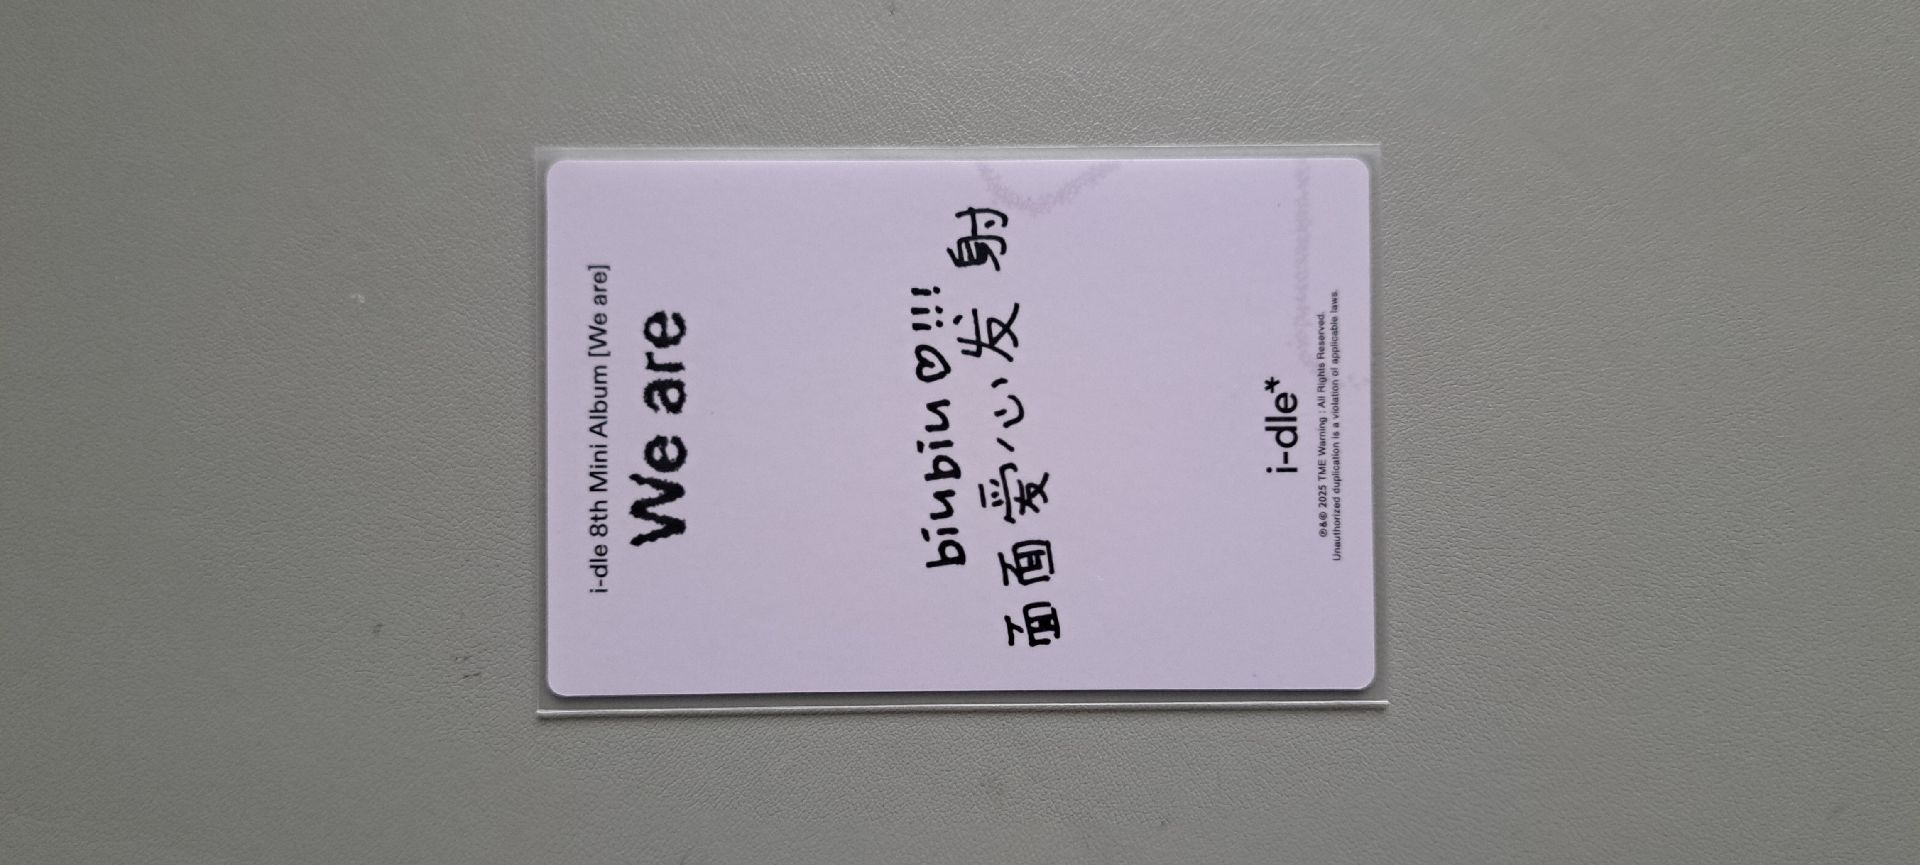 i-dle 8th Mini Album [We are]
We are
biubiu♡!!!
面面爱心发射
i-dle*
℗&© 2025 TME Warning : All Rights Reserved.
Unauthorized duplication is a violation of applicable laws.